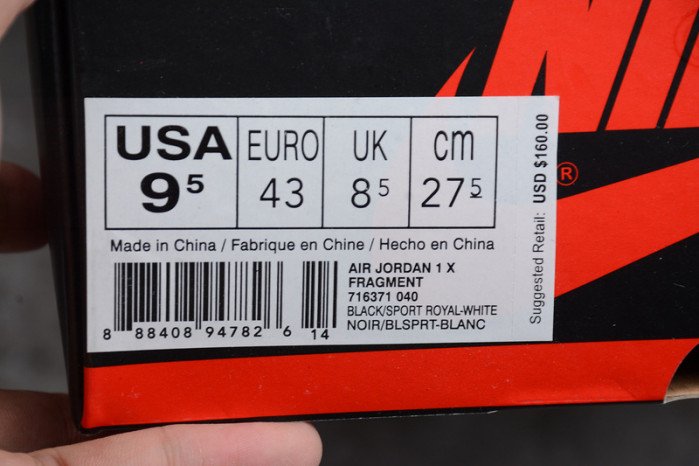 NIK
®
USA EURO UK cm
9⁵ 43 8⁵ 27⁵
Made in China / Fabrique en Chine / Hecho en China
AIR JORDAN 1 X
FRAGMENT
716371 040
BLACK/SPORT ROYAL-WHITE
NOIR/BLSPRT-BLANC
8 88408 94782 6 14
Suggested Retail: USD $160.00